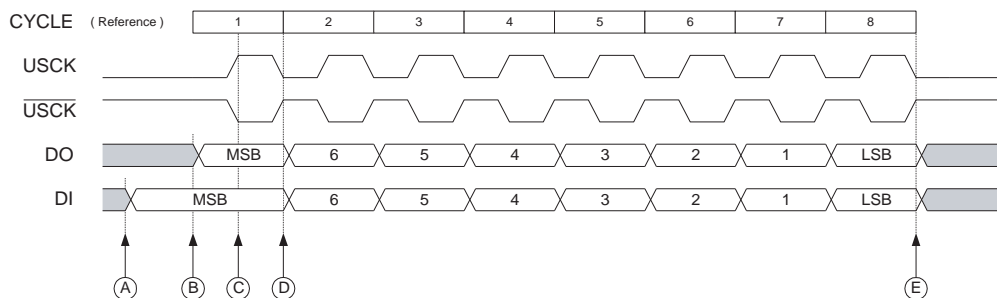 CYCLE ( Reference ) 1 2 3 4 5 6 7 8
USCK
USCK
DO MSB 6 5 4 3 2 1 LSB
DI MSB 6 5 4 3 2 1 LSB
A B C D E